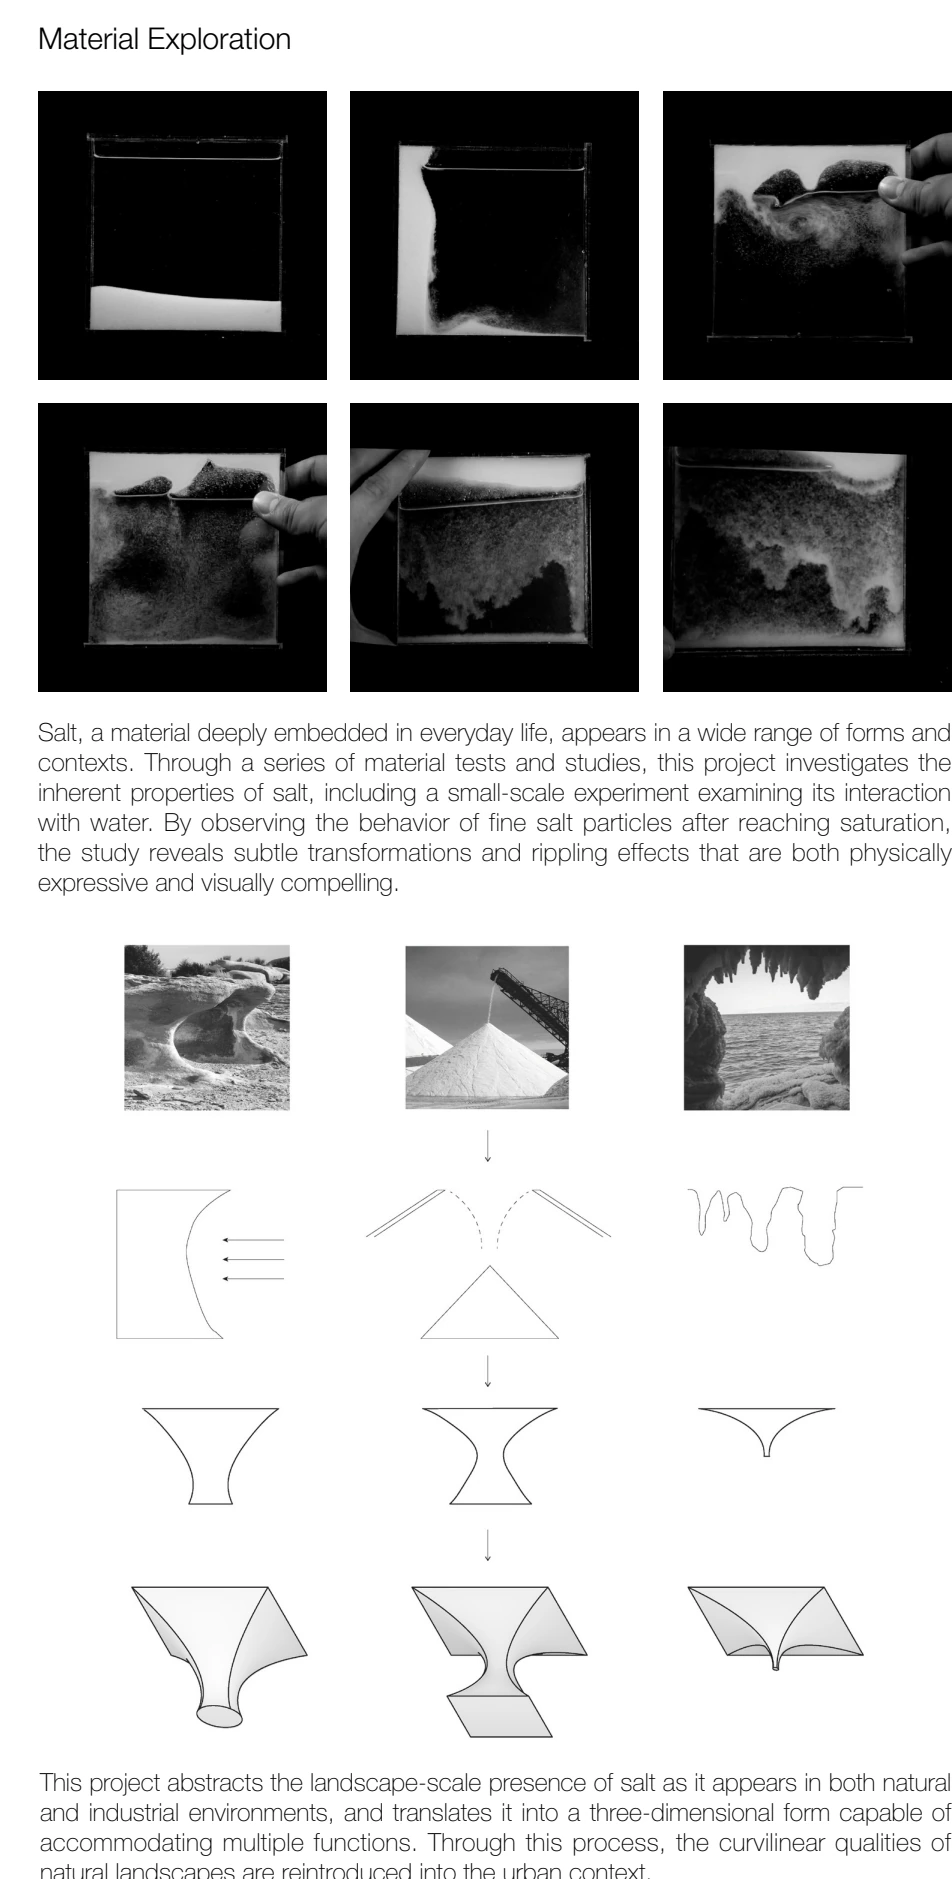 Material Exploration
Salt, a material deeply embedded in everyday life, appears in a wide range of forms and
contexts. Through a series of material tests and studies, this project investigates the
inherent properties of salt, including a small-scale experiment examining its interaction
with water. By observing the behavior of fine salt particles after reaching saturation,
the study reveals subtle transformations and rippling effects that are both physically
expressive and visually compelling.
This project abstracts the landscape-scale presence of salt as it appears in both natural
and industrial environments, and translates it into a three-dimensional form capable of
accommodating multiple functions. Through this process, the curvilinear qualities of
natural landscapes are reintroduced into the urban context.